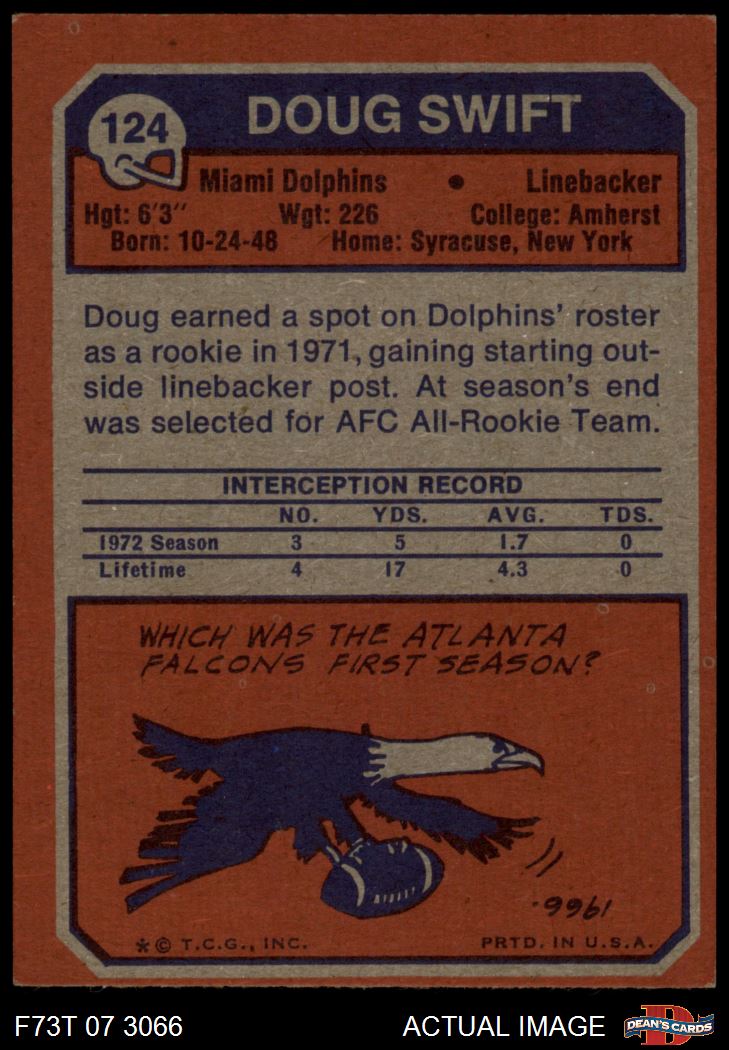 124
DOUG SWIFT
Miami Dolphins • Linebacker
Hgt: 6'3" Wgt: 226 College: Amherst
Born: 10-24-48 Home: Syracuse, New York
Doug earned a spot on Dolphins' roster
as a rookie in 1971, gaining starting out-
side linebacker post. At season's end
was selected for AFC All-Rookie Team.
INTERCEPTION RECORD
NO. YDS. AVG. TDS.
1972 Season 3 5 1.7 0
Lifetime 4 17 4.3 0
WHICH WAS THE ATLANTA
FALCONS FIRST SEASON?
1966.
* © T.C.G., INC. PRTD. IN U.S.A.
F73T 07 3066 ACTUAL IMAGE
D
DEAN'S CARDS